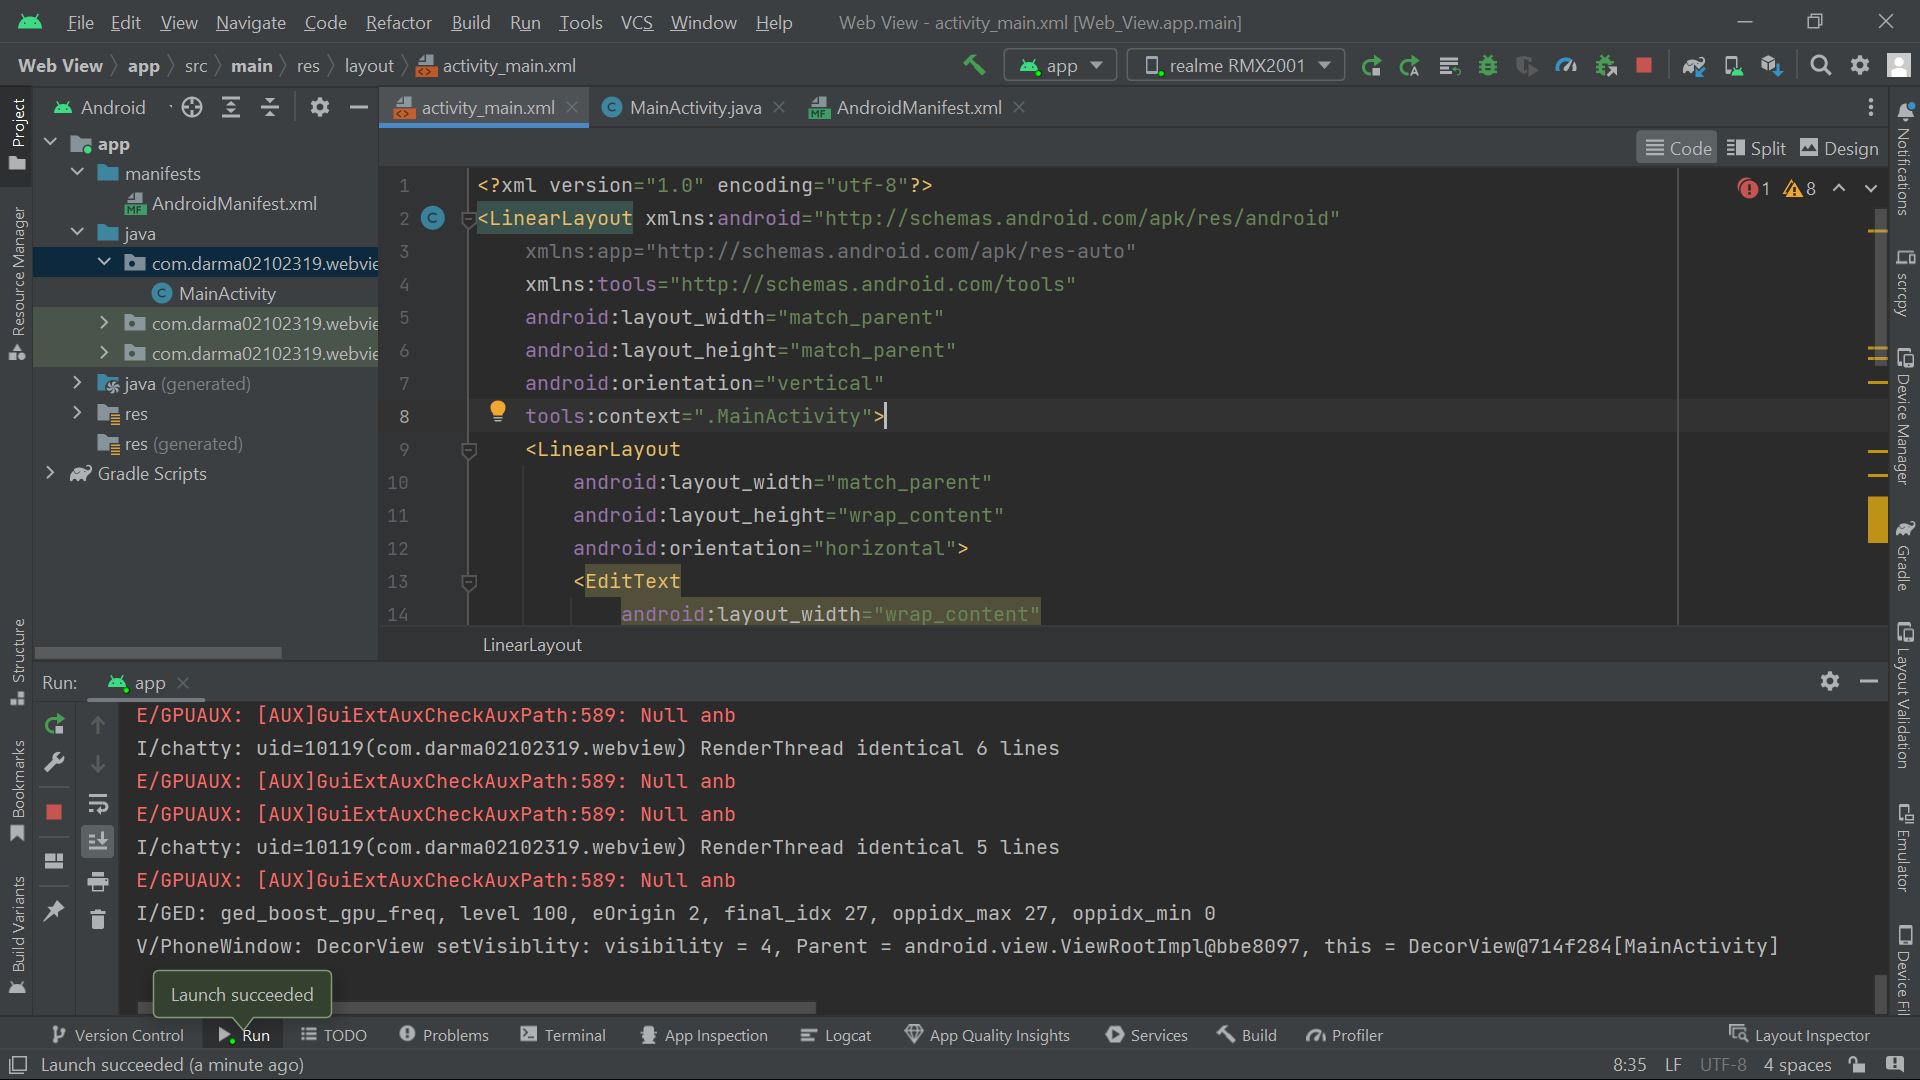 File Edit View Navigate Code Refactor Build Run Tools VCS Window Help Web View - activity_main.xml [Web_View.app.main]
Web View app src main res layout activity_main.xml app realme RMX2001
Android
activity_main.xml MainActivity.java AndroidManifest.xml
Code Split Design
Project
Resource Manager
Structure
Bookmarks
Build Variants
app
manifests
AndroidManifest.xml
java
com.darma02102319.webvie
MainActivity
com.darma02102319.webvie
com.darma02102319.webvie
java (generated)
res
res (generated)
Gradle Scripts
1 8
1 <?xml version="1.0" encoding="utf-8"?>
2 <LinearLayout xmlns:android="http://schemas.android.com/apk/res/android"
3 xmlns:app="http://schemas.android.com/apk/res-auto"
4 xmlns:tools="http://schemas.android.com/tools"
5 android:layout_width="match_parent"
6 android:layout_height="match_parent"
7 android:orientation="vertical"
8 tools:context=".MainActivity">
9 <LinearLayout
10 android:layout_width="match_parent"
11 android:layout_height="wrap_content"
12 android:orientation="horizontal">
13 <EditText
14 android:layout_width="wrap_content"
LinearLayout
Notifications
scrcpy
Device Manager
Gradle
Layout Validation
Emulator
Device Fil
Run: app
E/GPUAUX: [AUX]GuiExtAuxCheckAuxPath:589: Null anb
I/chatty: uid=10119(com.darma02102319.webview) RenderThread identical 6 lines
E/GPUAUX: [AUX]GuiExtAuxCheckAuxPath:589: Null anb
E/GPUAUX: [AUX]GuiExtAuxCheckAuxPath:589: Null anb
I/chatty: uid=10119(com.darma02102319.webview) RenderThread identical 5 lines
E/GPUAUX: [AUX]GuiExtAuxCheckAuxPath:589: Null anb
I/GED: ged_boost_gpu_freq, level 100, eOrigin 2, final_idx 27, oppidx_max 27, oppidx_min 0
V/PhoneWindow: DecorView setVisiblity: visibility = 4, Parent = android.view.ViewRootImpl@bbe8097, this = DecorView@714f284[MainActivity]
Launch succeeded
Version Control Run TODO Problems Terminal App Inspection Logcat App Quality Insights Services Build Profiler Layout Inspector
Launch succeeded (a minute ago) 8:35 LF UTF-8 4 spaces